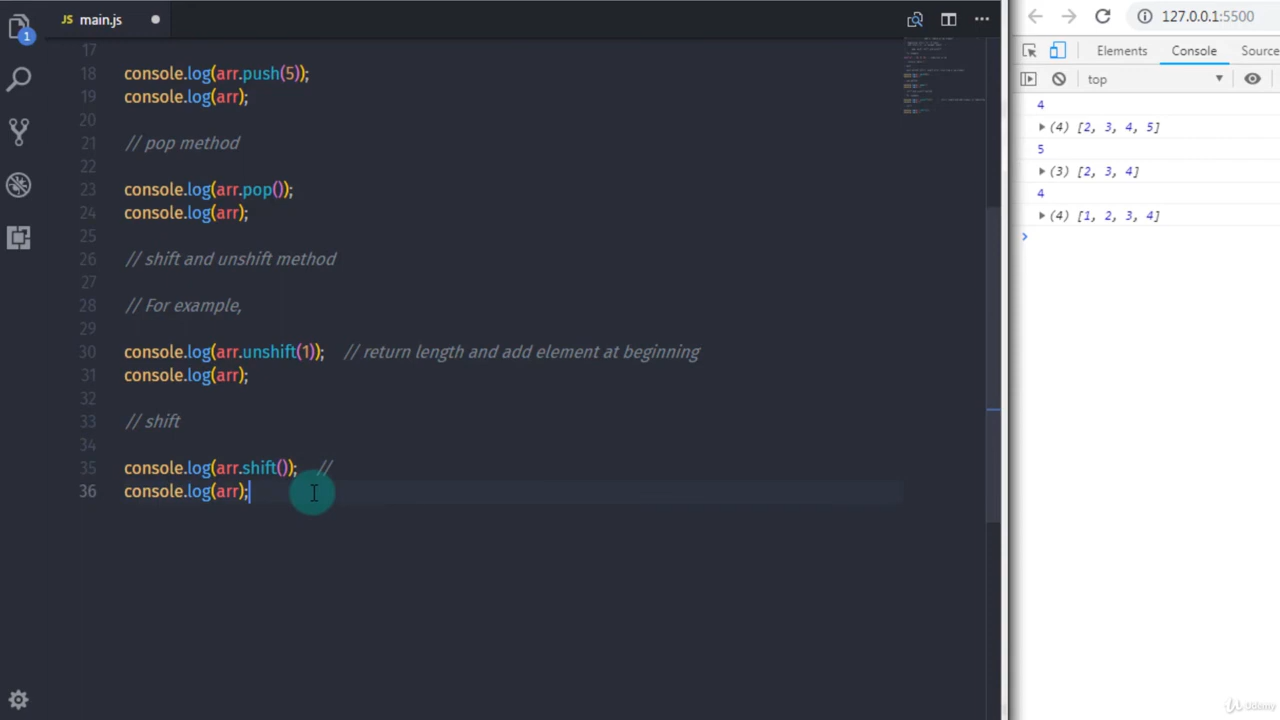 JS main.js
127.0.0.1:5500
Elements Console Source
top
1
17
18 console.log(arr.push(5));
19 console.log(arr);
20
21 // pop method
22
23 console.log(arr.pop());
24 console.log(arr);
25
26 // shift and unshift method
27
28 // For example,
29
30 console.log(arr.unshift(1)); // return length and add element at beginning
31 console.log(arr);
32
33 // shift
34
35 console.log(arr.shift()); //
36 console.log(arr);
4
(4) [2, 3, 4, 5]
5
(3) [2, 3, 4]
4
(4) [1, 2, 3, 4]
>
Udemy